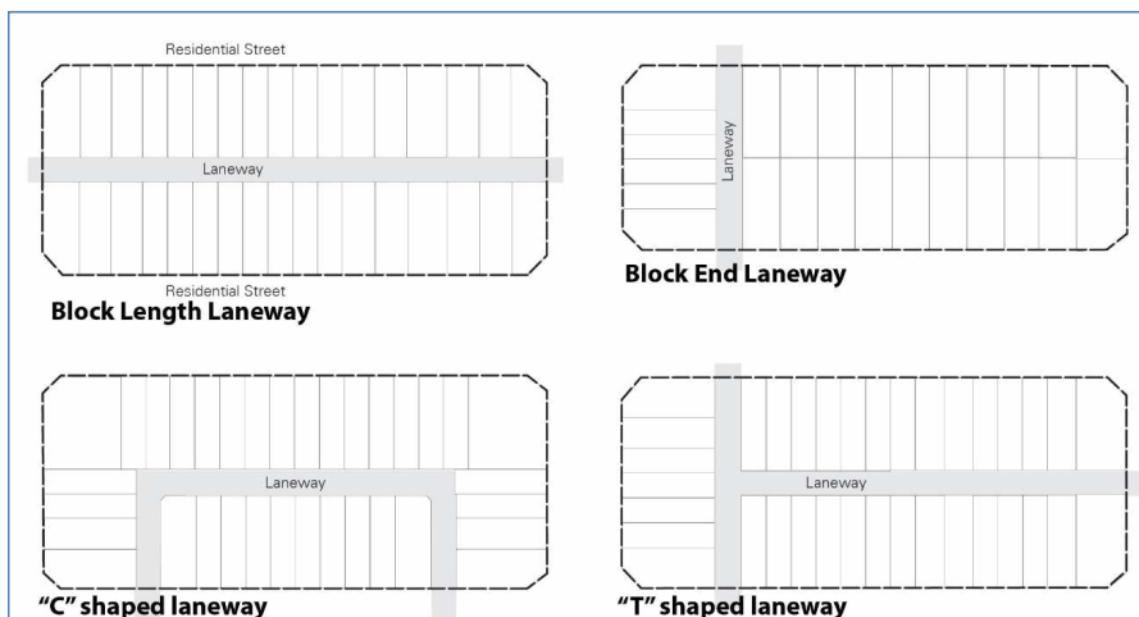 Residential Street
Laneway
Residential Street
Block Length Laneway
Laneway
Block End Laneway
Laneway
“C” shaped laneway
Laneway
“T” shaped laneway